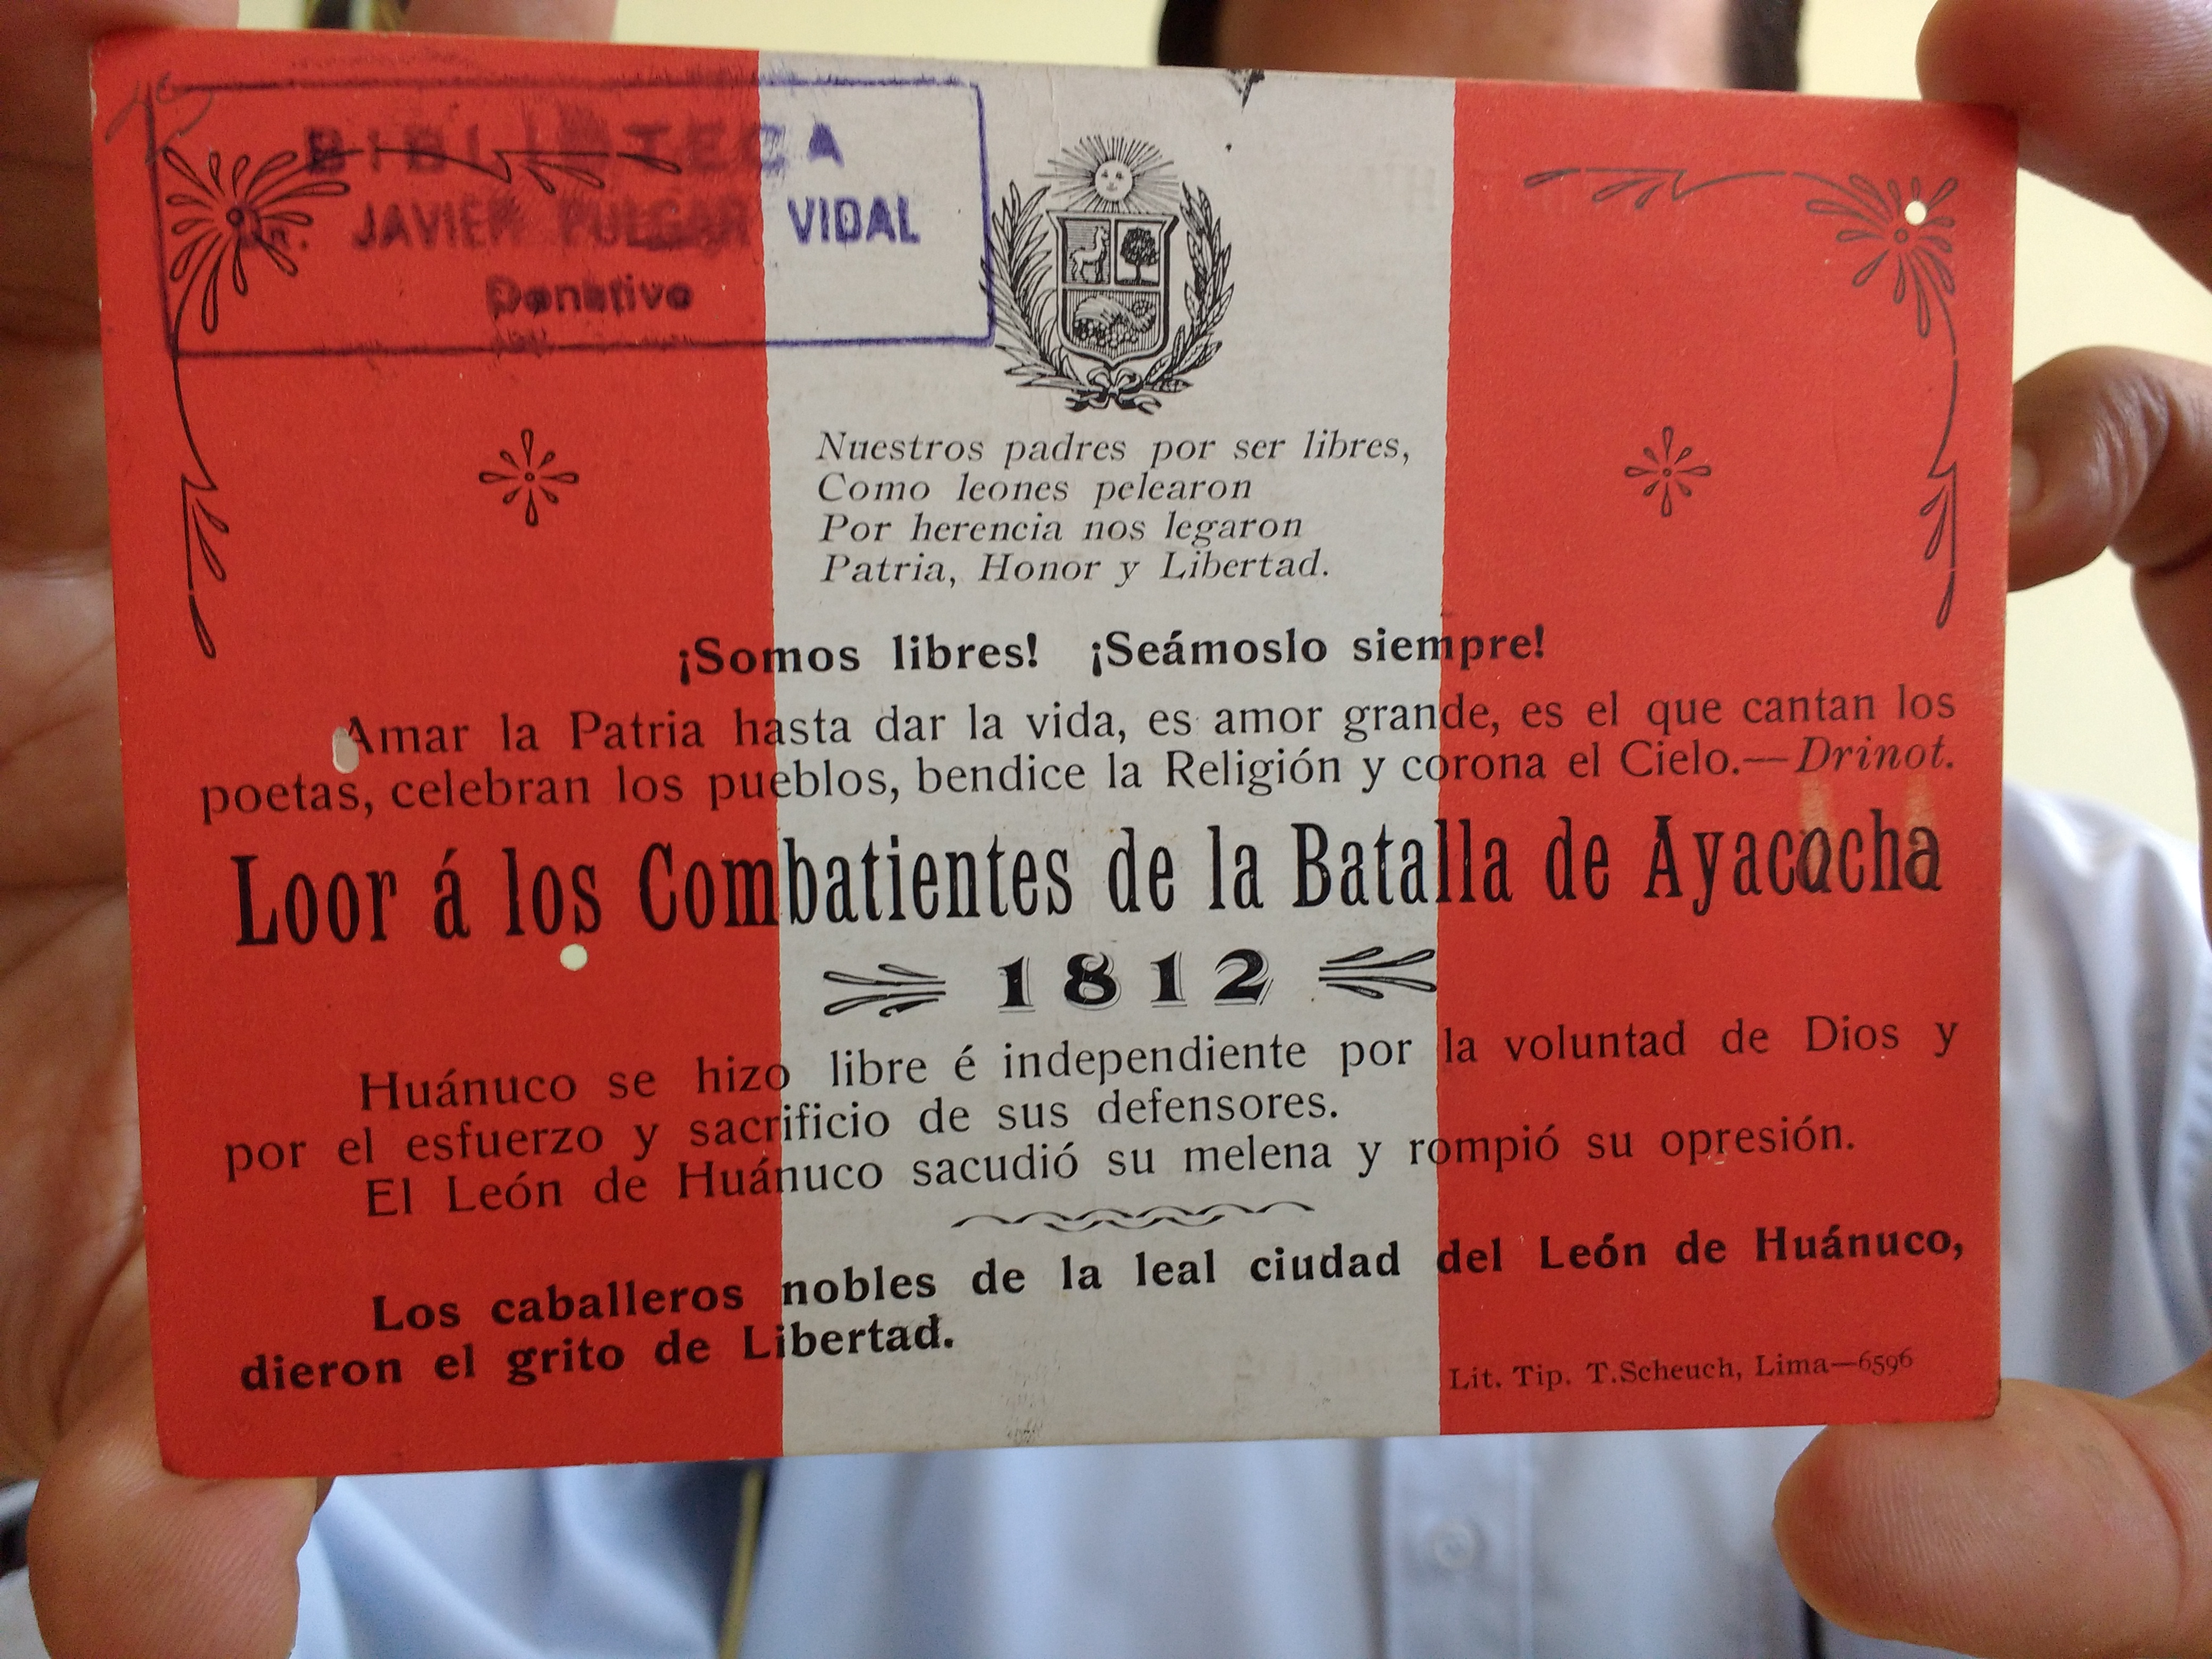 BIBLIOTECA
Dr. JAVIER PULGAR VIDAL
Donativo
Nuestros padres por ser libres,
Como leones pelearon
Por herencia nos legaron
Patria, Honor y Libertad.
¡Somos libres! ¡Seámoslo siempre!
Amar la Patria hasta dar la vida, es amor grande, es el que cantan los
poetas, celebran los pueblos, bendice la Religión y corona el Cielo.—Drinot.
Loor á los Combatientes de la Batalla de Ayacocha
1812
Huánuco se hizo libre é independiente por la voluntad de Dios y
por el esfuerzo y sacrificio de sus defensores.
El León de Huánuco sacudió su melena y rompió su opresión.
Los caballeros nobles de la leal ciudad del León de Huánuco,
dieron el grito de Libertad.
Lit. Tip. T.Scheuch, Lima—6596